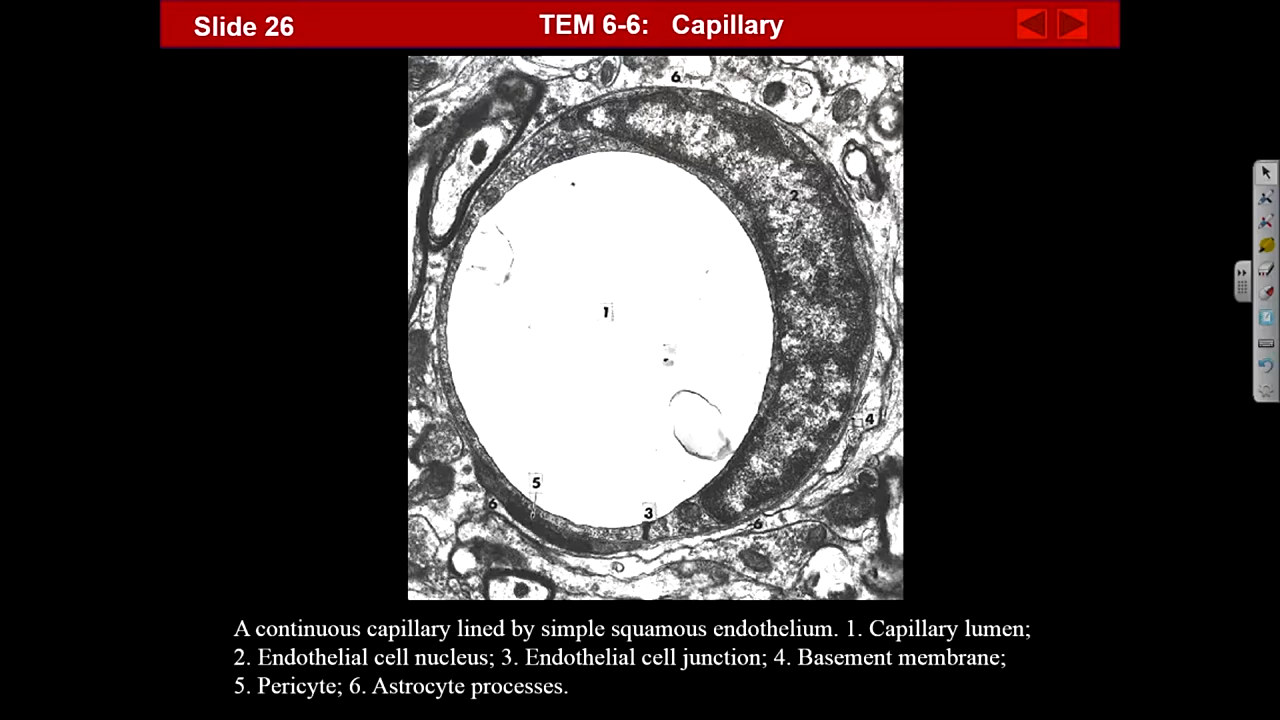 Slide 26
TEM 6-6: Capillary
6
2
1
4
5
6
3
6
A continuous capillary lined by simple squamous endothelium. 1. Capillary lumen;
2. Endothelial cell nucleus; 3. Endothelial cell junction; 4. Basement membrane;
5. Pericyte; 6. Astrocyte processes.